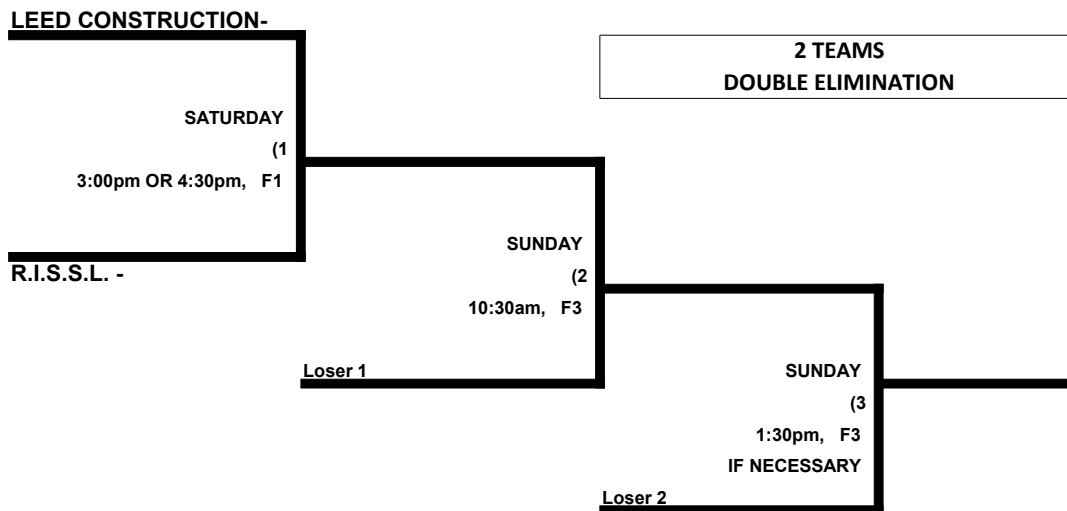 LEED CONSTRUCTION-
2 TEAMS
DOUBLE ELIMINATION
SATURDAY
(1
3:00pm OR 4:30pm, F1
R.I.S.S.L. -
SUNDAY
(2
10:30am, F3
Loser 1
SUNDAY
(3
1:30pm, F3
IF NECESSARY
Loser 2